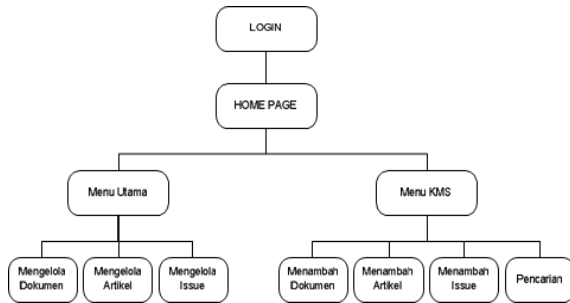 LOGIN
HOME PAGE
Menu Utama
Menu KMS
Mengelola
Dokumen
Mengelola
Artikel
Mengelola
Issue
Menambah
Dokumen
Menambah
Artikel
Menambah
Issue
Pencarian